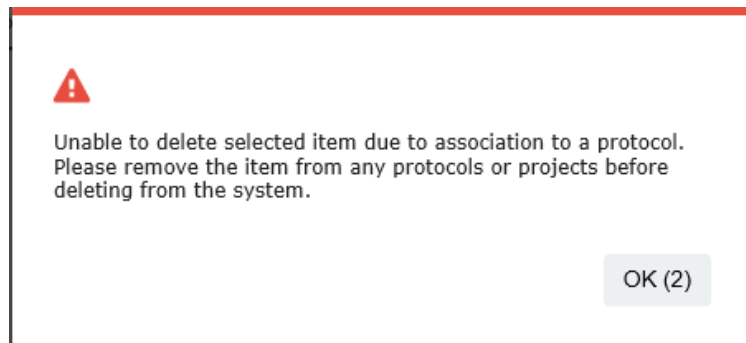 Unable to delete selected item due to association to a protocol.
Please remove the item from any protocols or projects before
deleting from the system.
OK (2)